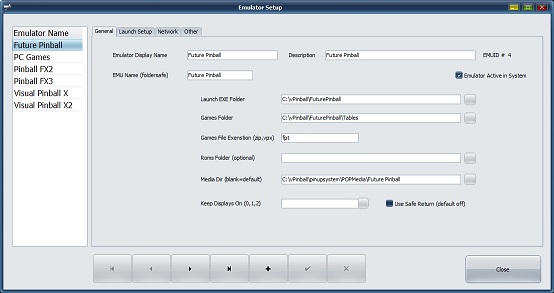 Emulator Setup
Emulator Name
Future Pinball
PC Games
Pinball FX2
Pinball FX3
Visual Pinball X
Visual Pinball X2
General Launch Setup Network Other
Emulator Display Name Future Pinball Description Future Pinball EMUID # 4
EMU Name (foldersafe) Future Pinball Emulator Active in System
Launch EXE Folder C:\vPinball\FuturePinball
Games Folder C:\vPinball\FuturePinball\Tables
Games File Exenstion (zip,vpx) fpt
Roms Folder (optional)
Media Dir (blank=default) C:\vPinball\pinupsystem\POPMedia\Future Pinball
Keep Displays On (0,1,2) Use Safe Return (default off)
Close